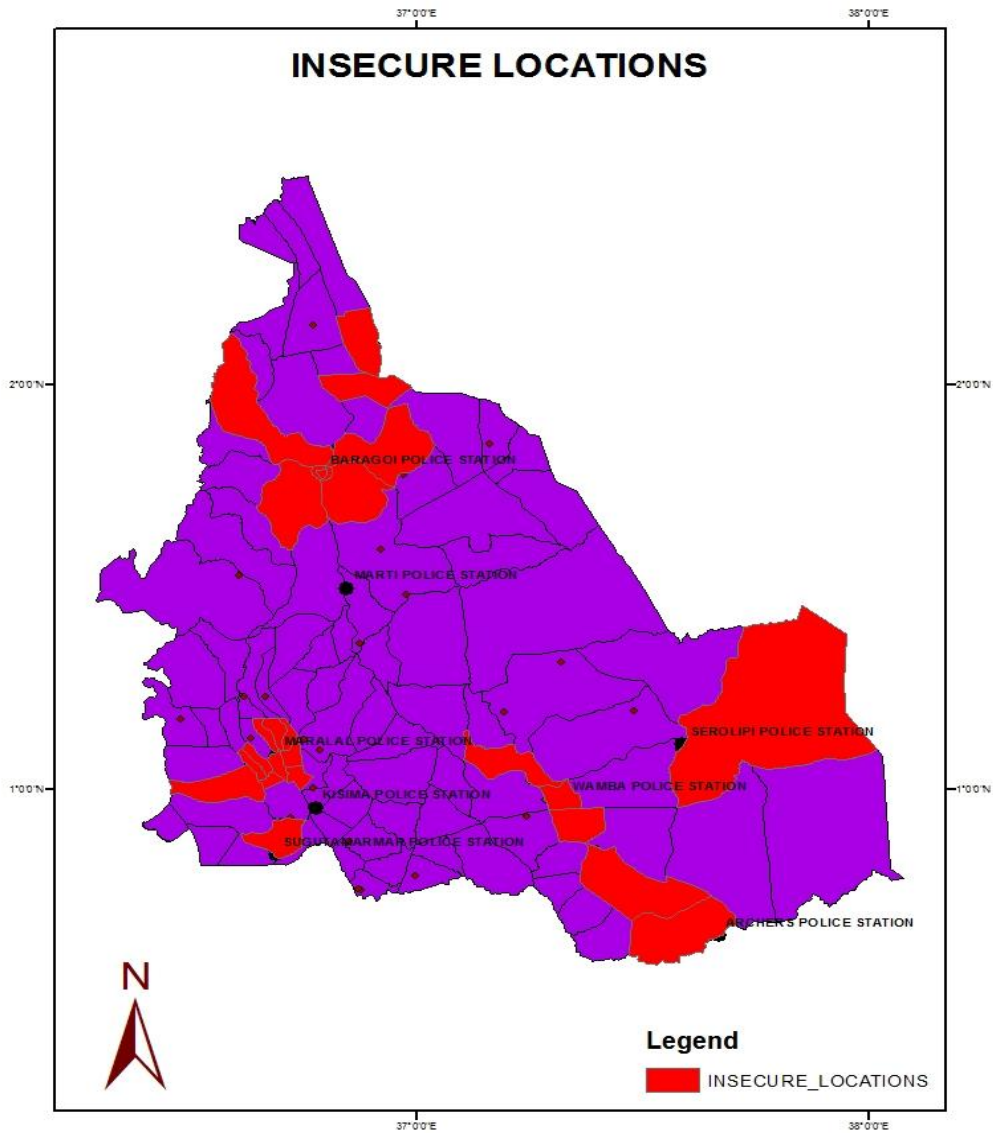 37°0'0"E 38°0'0"E
INSECURE LOCATIONS
2°0'0"N 2°0'0"N
BARAGOI POLICE STATION
MARTI POLICE STATION
SEROLIPI POLICE STATION
MARALAL POLICE STATION
1°0'0"N 1°0'0"N
WAMBA POLICE STATION
KISIMA POLICE STATION
SUGUTAMARMAR POLICE STATION
ARCHERS POLICE STATION
N
Legend
INSECURE_LOCATIONS
37°0'0"E 38°0'0"E